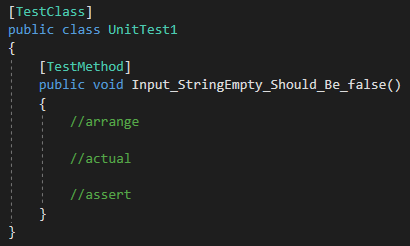 [TestClass]
public class UnitTest1
{
[TestMethod]
public void Input_StringEmpty_Should_Be_false()
{
//arrange
//actual
//assert
}
}